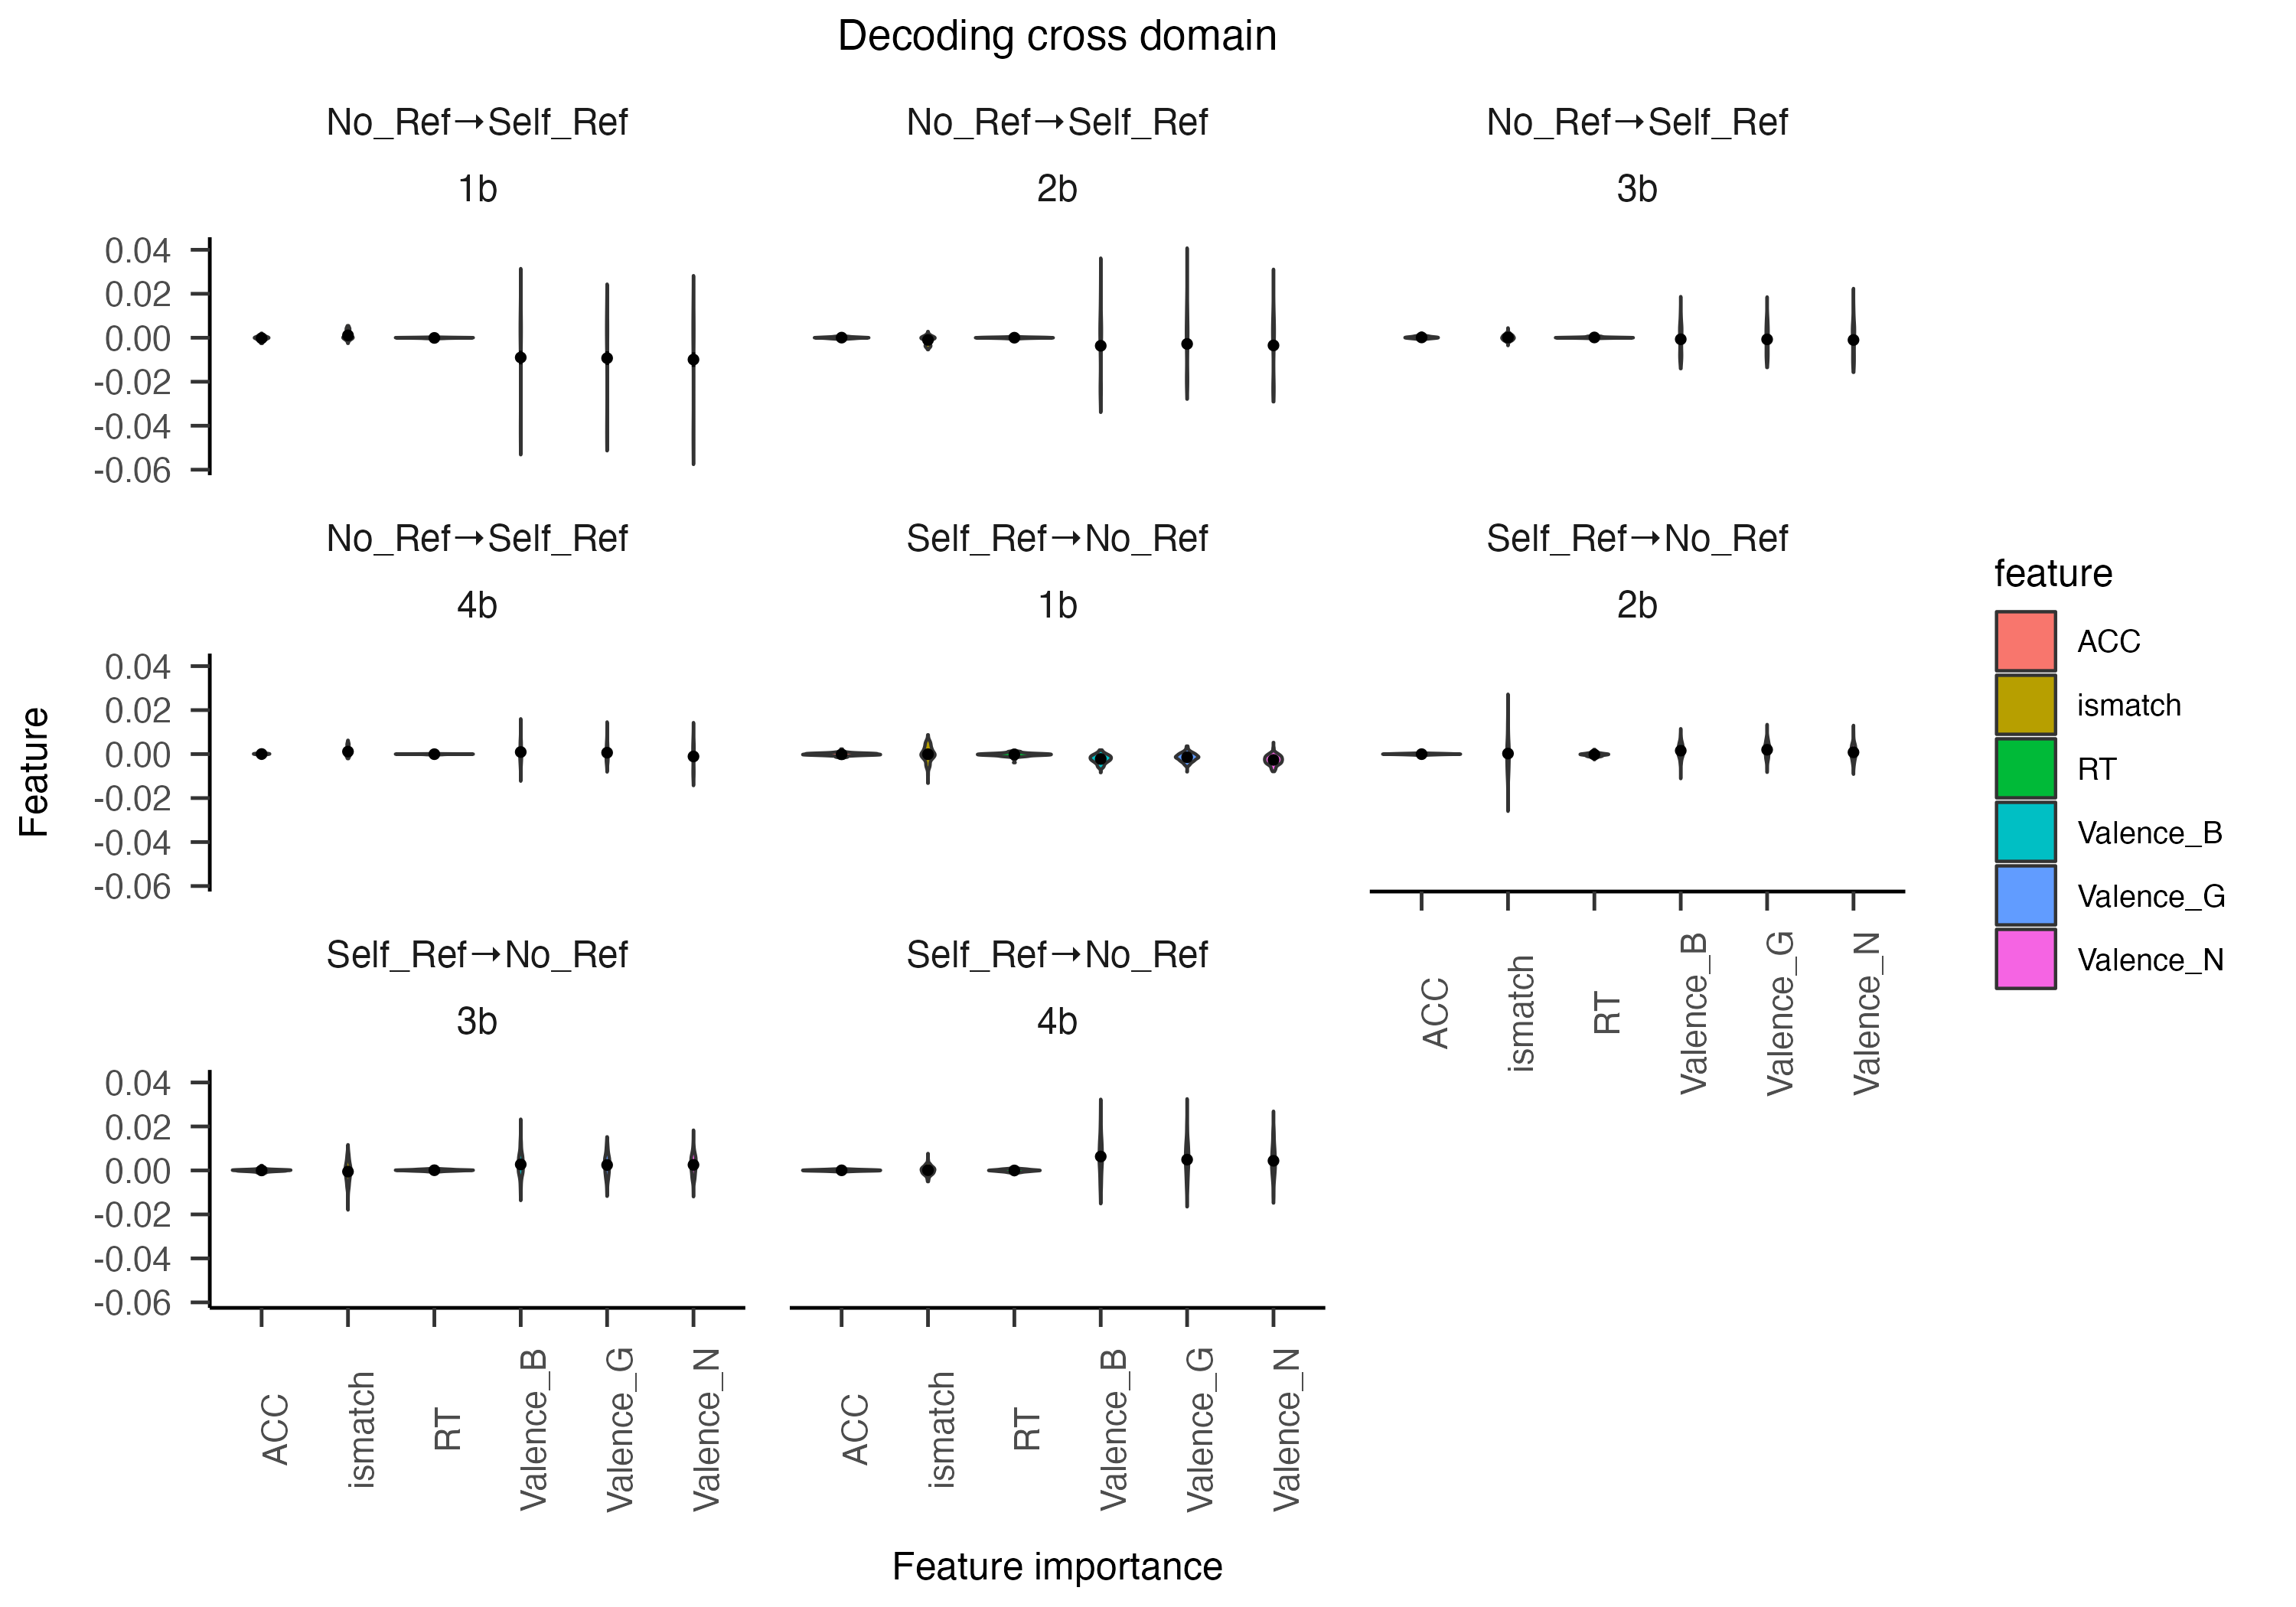 Decoding cross domain
No_Ref→Self_Ref
No_Ref→Self_Ref
No_Ref→Self_Ref
1b
2b
3b
0.04
0.02
0.00
-0.02
-0.04
-0.06
No_Ref→Self_Ref
Self_Ref→No_Ref
Self_Ref→No_Ref
4b
1b
2b
0.04
0.02
0.00
-0.02
-0.04
-0.06
ACC
ismatch
RT
Valence_B
Valence_G
Valence_N
Self_Ref→No_Ref
Self_Ref→No_Ref
3b
4b
0.04
0.02
0.00
-0.02
-0.04
-0.06
ACC
ismatch
RT
Valence_B
Valence_G
Valence_N
ACC
ismatch
RT
Valence_B
Valence_G
Valence_N
Feature
Feature importance
feature
ACC
ismatch
RT
Valence_B
Valence_G
Valence_N